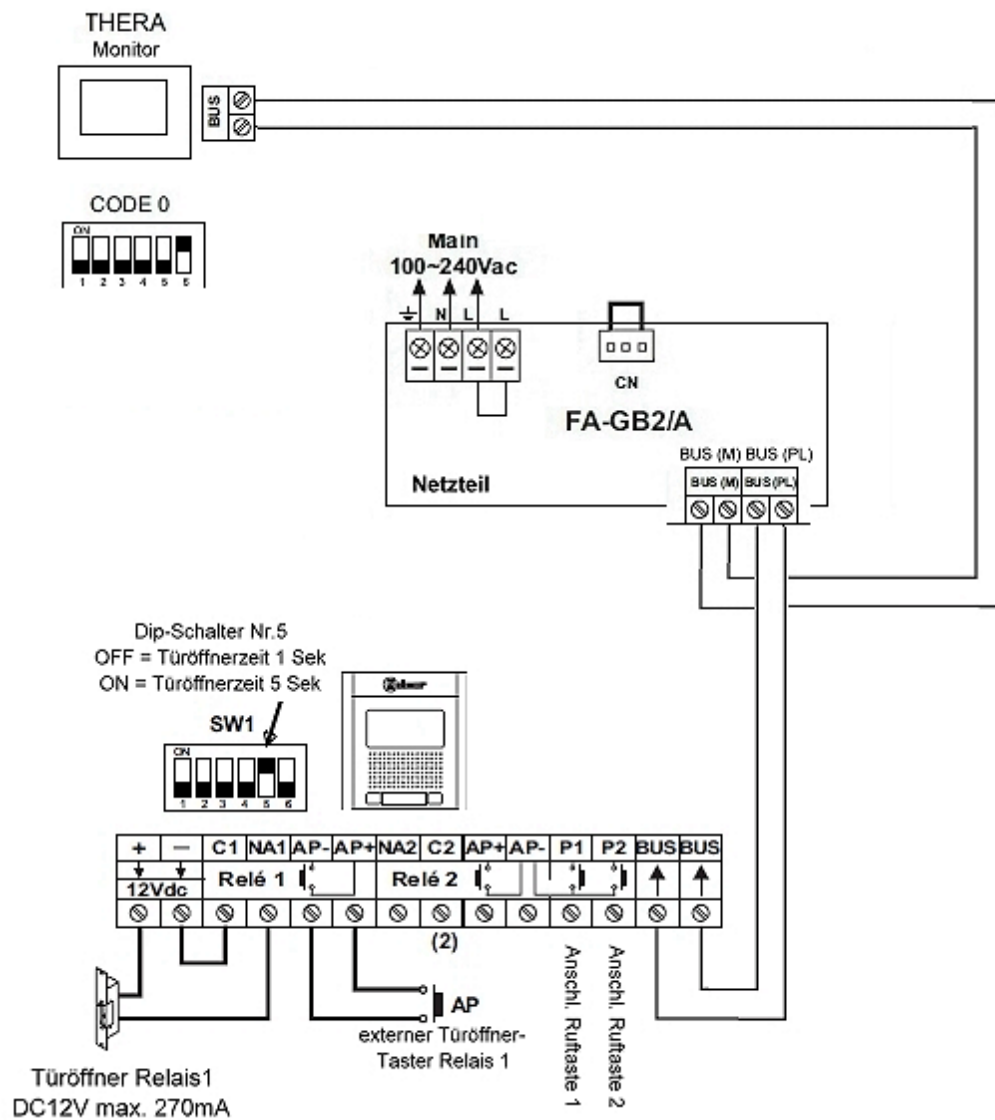 THERA
Monitor
BUS
CODE 0
ON
1 2 3 4 5 6
Main
100~240Vac
N L L
CN
FA-GB2/A
BUS (M) BUS (PL)
BUS (M) BUS (PL)
Netzteil
Dip-Schalter Nr.5
OFF = Türöffnerzeit 1 Sek
ON = Türöffnerzeit 5 Sek
SW1
ON
1 2 3 4 5 6
+ − C1 NA1 AP- AP+ NA2 C2 AP+ AP- P1 P2 BUS BUS
12Vdc Relé 1 Relé 2
(2)
Anschl. Ruftaste 1
Anschl. Ruftaste 2
AP
externer Türöffner-
Taster Relais 1
Türöffner Relais1
DC12V max. 270mA